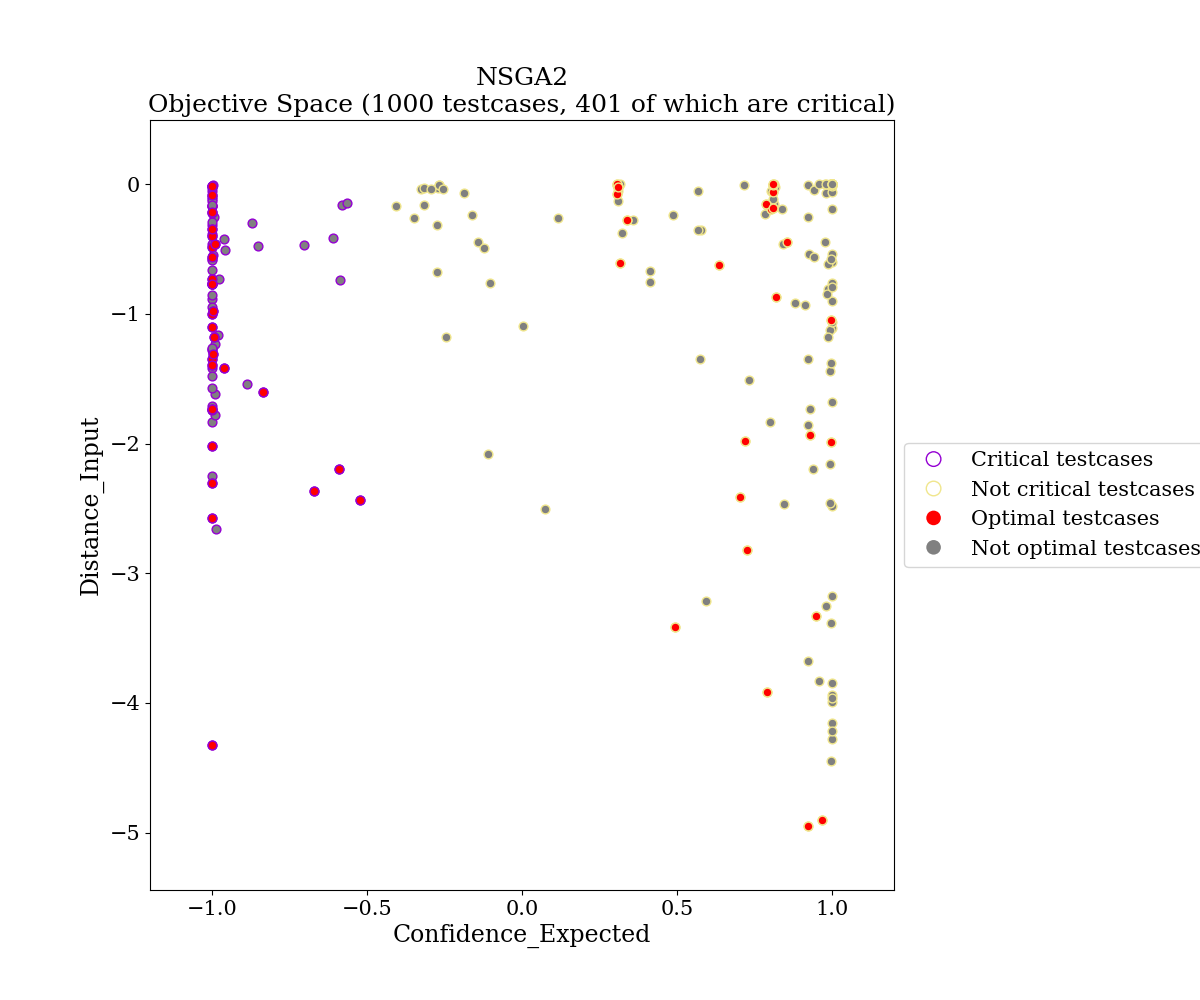 NSGA2
Objective Space (1000 testcases, 401 of which are critical)
0
−1
−2
−3
−4
−5
Distance_Input
−1.0
−0.5
0.0
0.5
1.0
Confidence_Expected
Critical testcases
Not critical testcases
Optimal testcases
Not optimal testcases